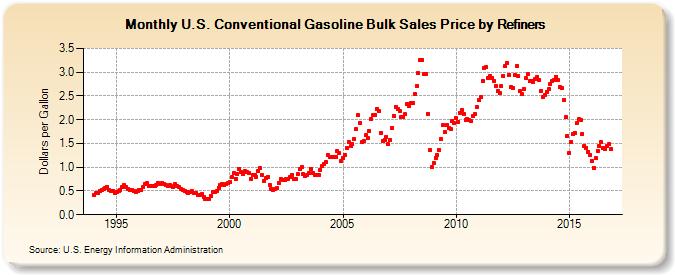 Monthly U.S. Conventional Gasoline Bulk Sales Price by Refiners
Dollars per Gallon
3.5
3.0
2.5
2.0
1.5
1.0
0.5
0.0
1995 2000 2005 2010 2015
Source: U.S. Energy Information Administration